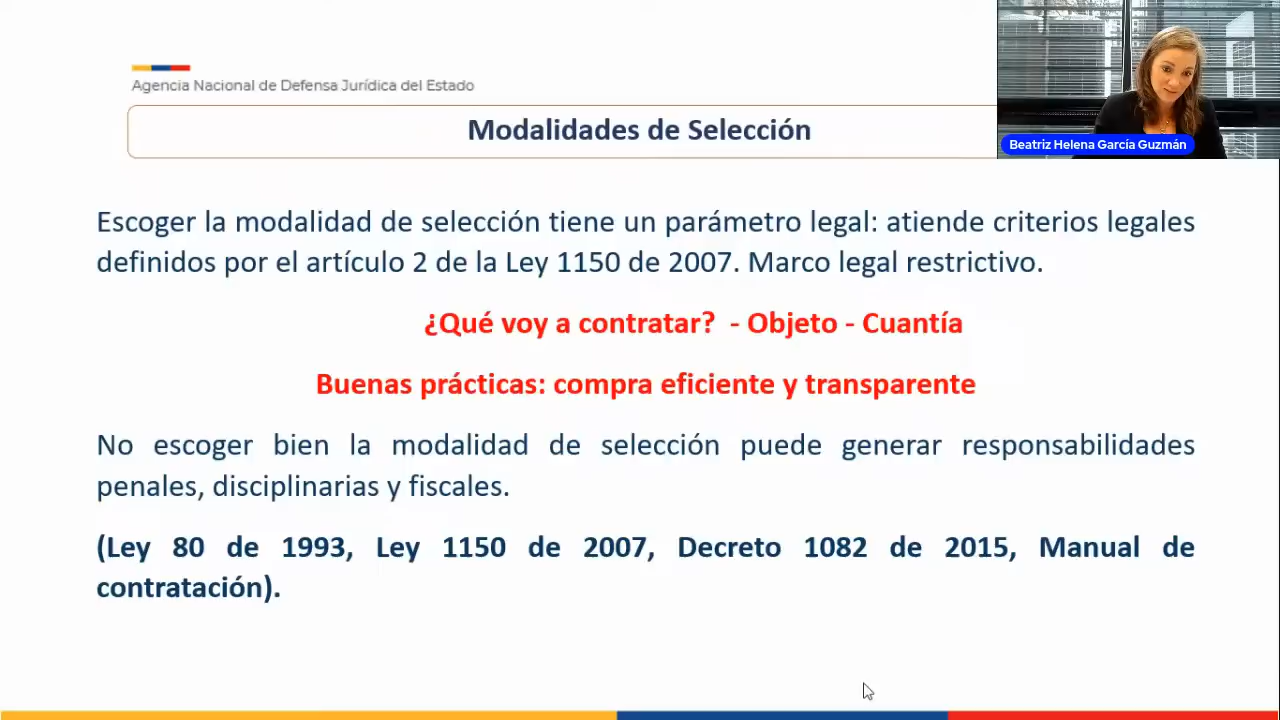 Agencia Nacional de Defensa Jurídica del Estado
Modalidades de Selección
Beatriz Helena García Guzmán
Escoger la modalidad de selección tiene un parámetro legal: atiende criterios legales
definidos por el artículo 2 de la Ley 1150 de 2007. Marco legal restrictivo.
¿Qué voy a contratar? - Objeto - Cuantía
Buenas prácticas: compra eficiente y transparente
No escoger bien la modalidad de selección puede generar responsabilidades
penales, disciplinarias y fiscales.
(Ley 80 de 1993, Ley 1150 de 2007, Decreto 1082 de 2015, Manual de
contratación).